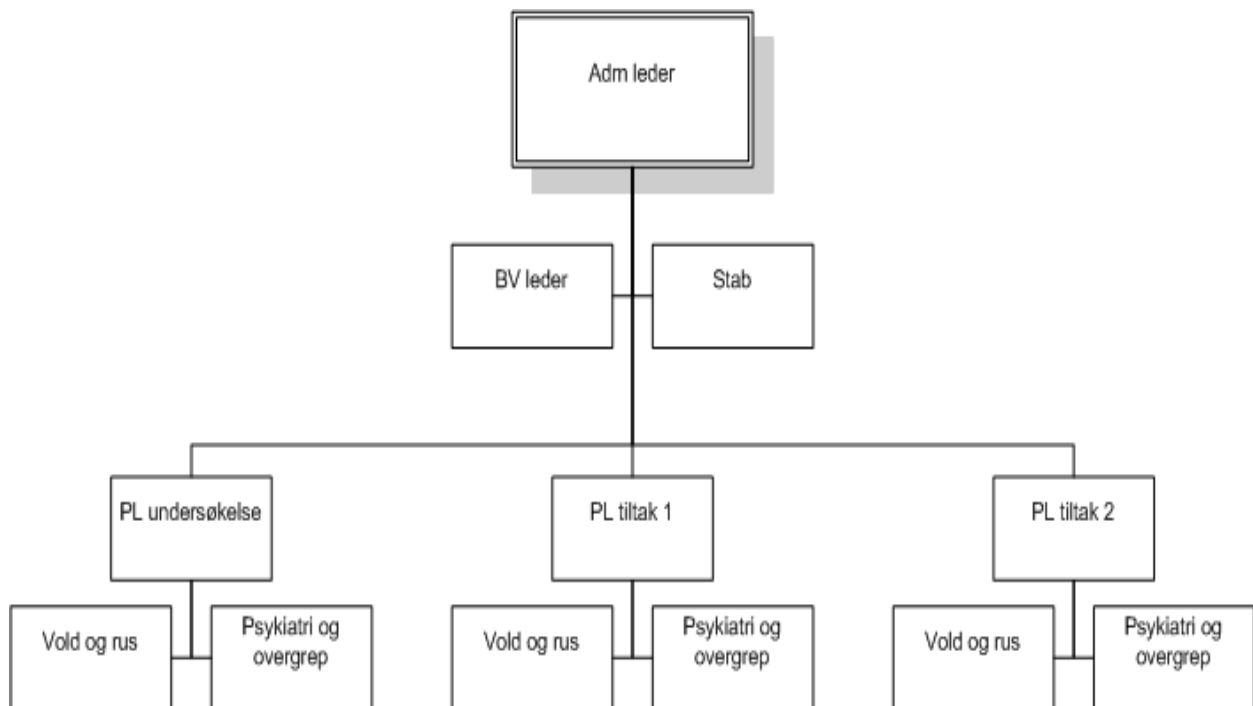 Adm leder
BV leder
Stab
PL undersøkelse
PL tiltak 1
PL tiltak 2
Vold og rus
Psykiatri og
overgrep
Vold og rus
Psykiatri og
overgrep
Vold og rus
Psykiatri og
overgrep